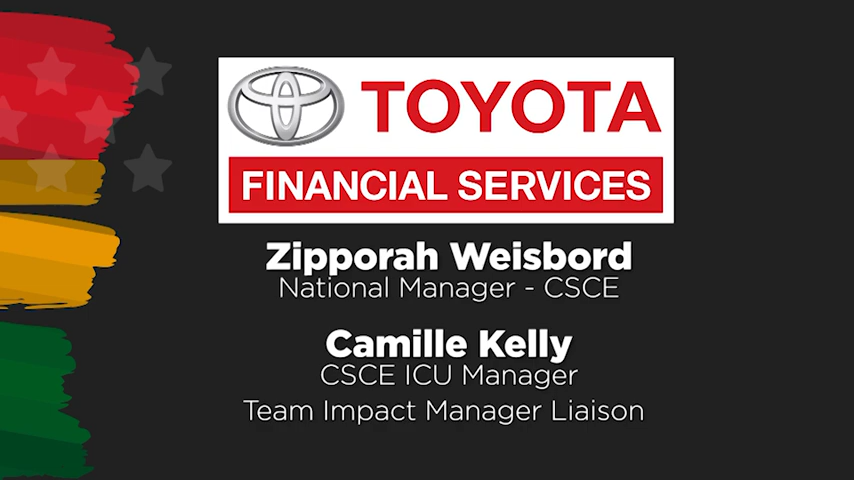 TOYOTA
FINANCIAL SERVICES
Zipporah Weisbord
National Manager - CSCE
Camille Kelly
CSCE ICU Manager
Team Impact Manager Liaison